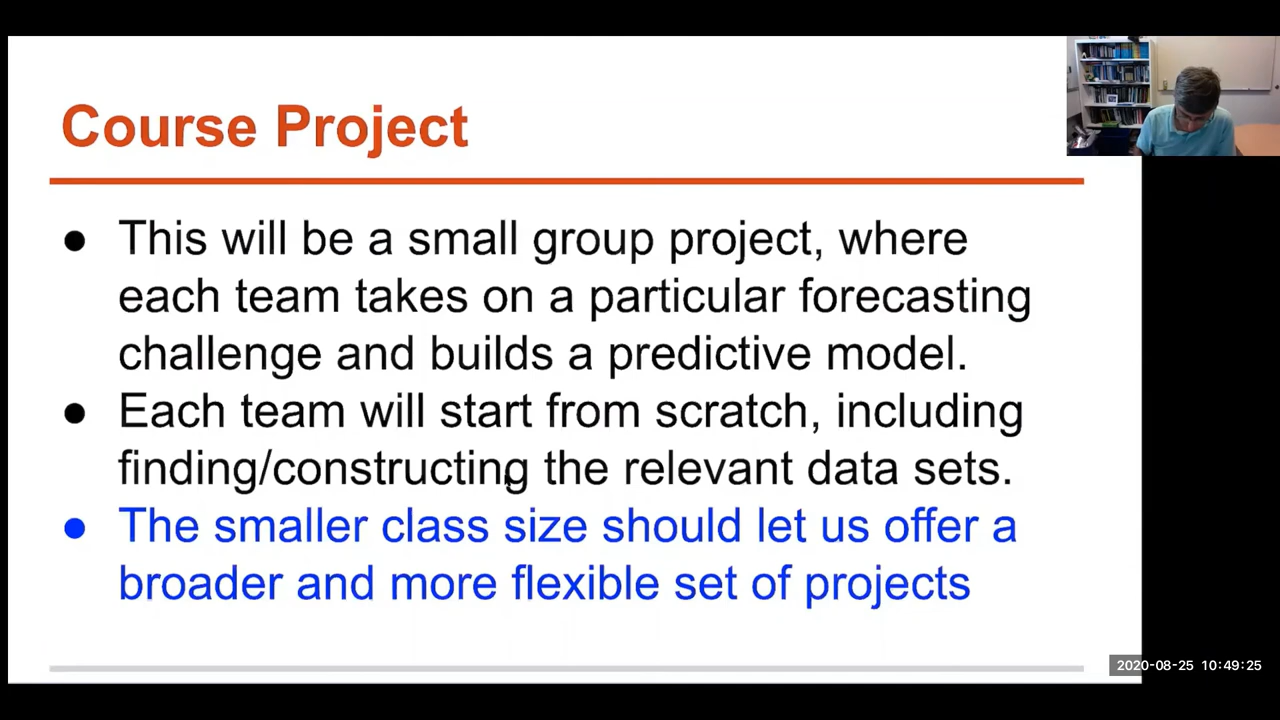 Course Project
● This will be a small group project, where
each team takes on a particular forecasting
challenge and builds a predictive model.
● Each team will start from scratch, including
finding/constructing the relevant data sets.
● The smaller class size should let us offer a
broader and more flexible set of projects
2020-08-25 10:49:25